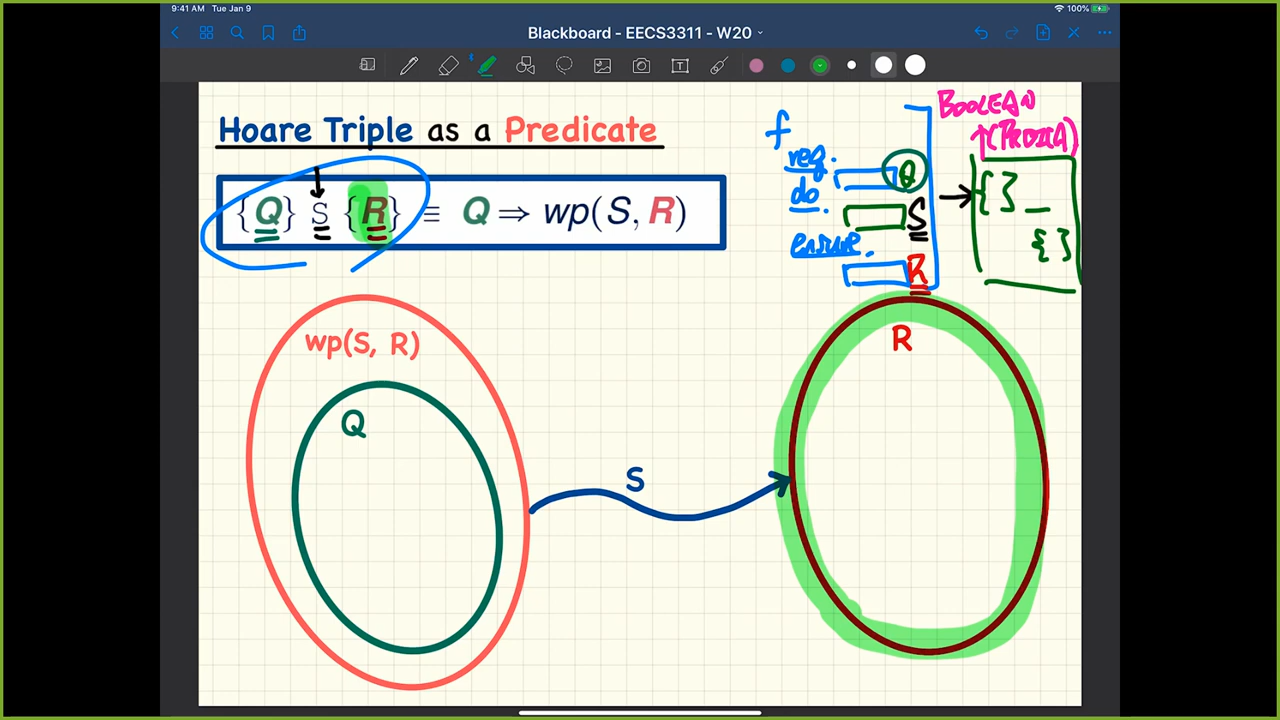 9:41 AM Tue Jan 9
100%
Blackboard - EECS3311 - W20
Hoare Triple as a Predicate
{Q} S {R} ≡ Q ⇒ wp(S, R)
f
req.
Q
do
S
ensure.
R
BOOLEAN
{ } _
{ }
wp(S, R)
Q
S
R